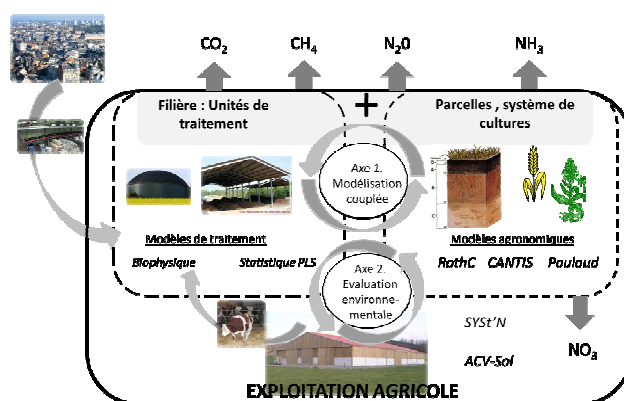 CO2 CH4 N20 NH3
Filière : Unités de
traitement
+
Parcelles , système de
cultures
Axe 1.
Modélisation
couplée
Modèles de traitement
Biophysique Statistique PLS
Modèles agronomiques
RothC CANTIS Pouloud
Axe 2.
Evaluation
environne-
mentale
SYSt'N
ACV-Sol
NO3
EXPLOITATION AGRICOLE